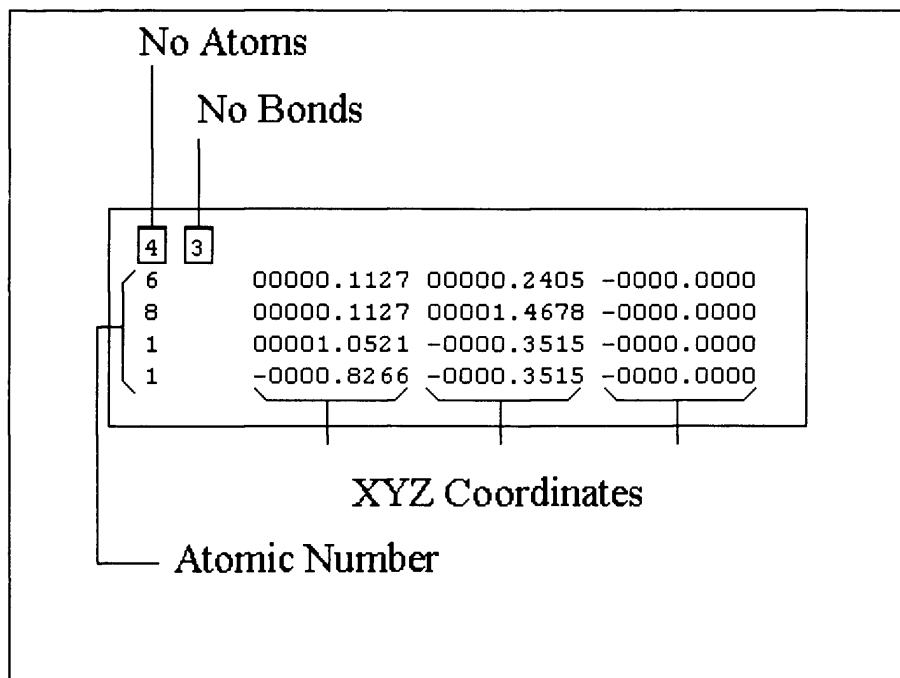 No Atoms
No Bonds
4 3
6 00000.1127 00000.2405 -0000.0000
8 00000.1127 00001.4678 -0000.0000
1 00001.0521 -0000.3515 -0000.0000
1 -0000.8266 -0000.3515 -0000.0000
XYZ Coordinates
Atomic Number